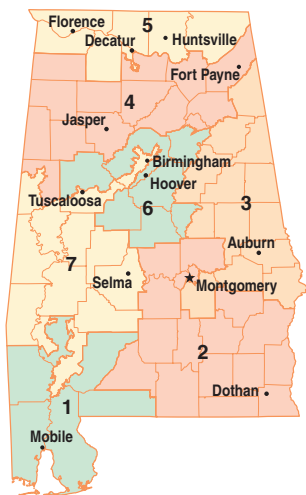 Florence
5
Decatur
Huntsville
Fort Payne
4
Jasper
Birmingham
Hoover
Tuscaloosa
6
3
Auburn
7
Selma
Montgomery
2
Dothan
1
Mobile